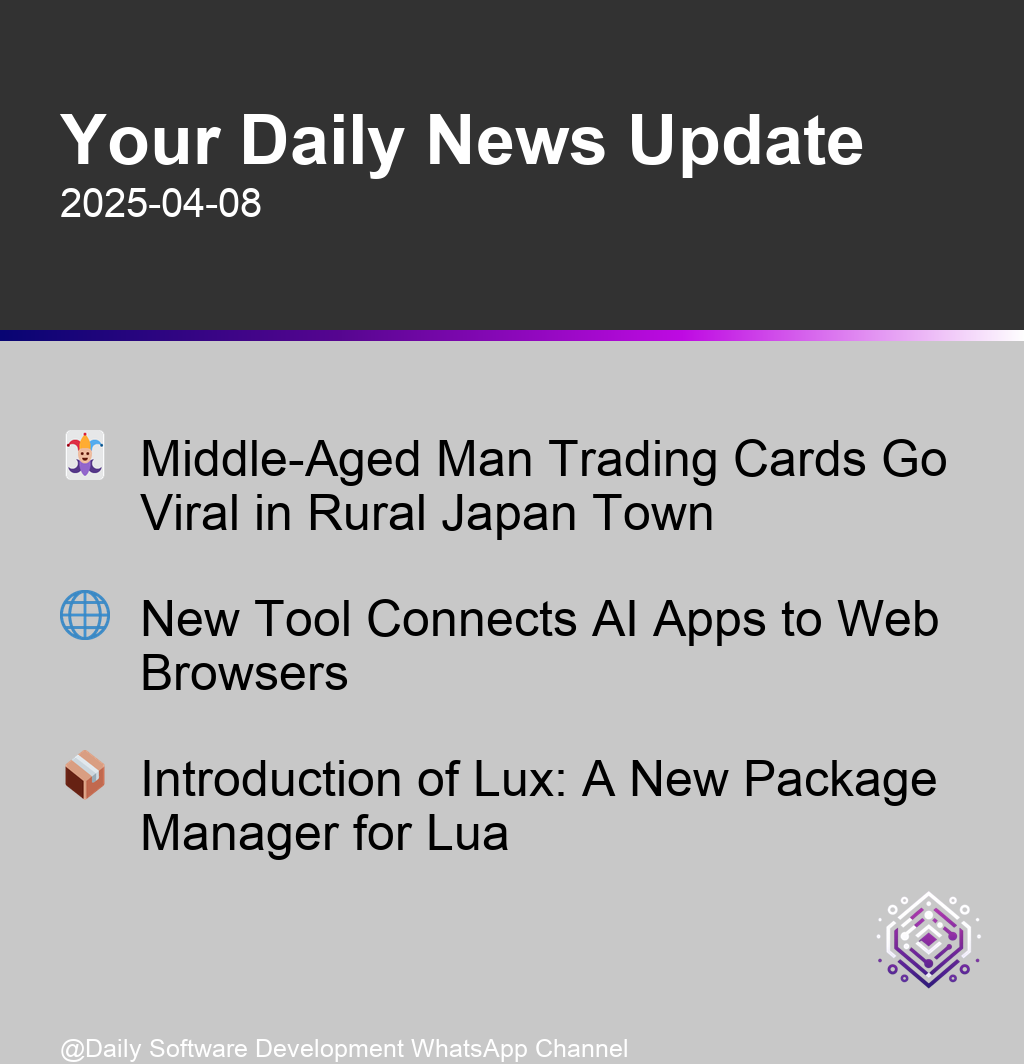 Your Daily News Update
2025-04-08
Middle-Aged Man Trading Cards Go
Viral in Rural Japan Town
New Tool Connects AI Apps to Web
Browsers
Introduction of Lux: A New Package
Manager for Lua
@Daily Software Development WhatsApp Channel